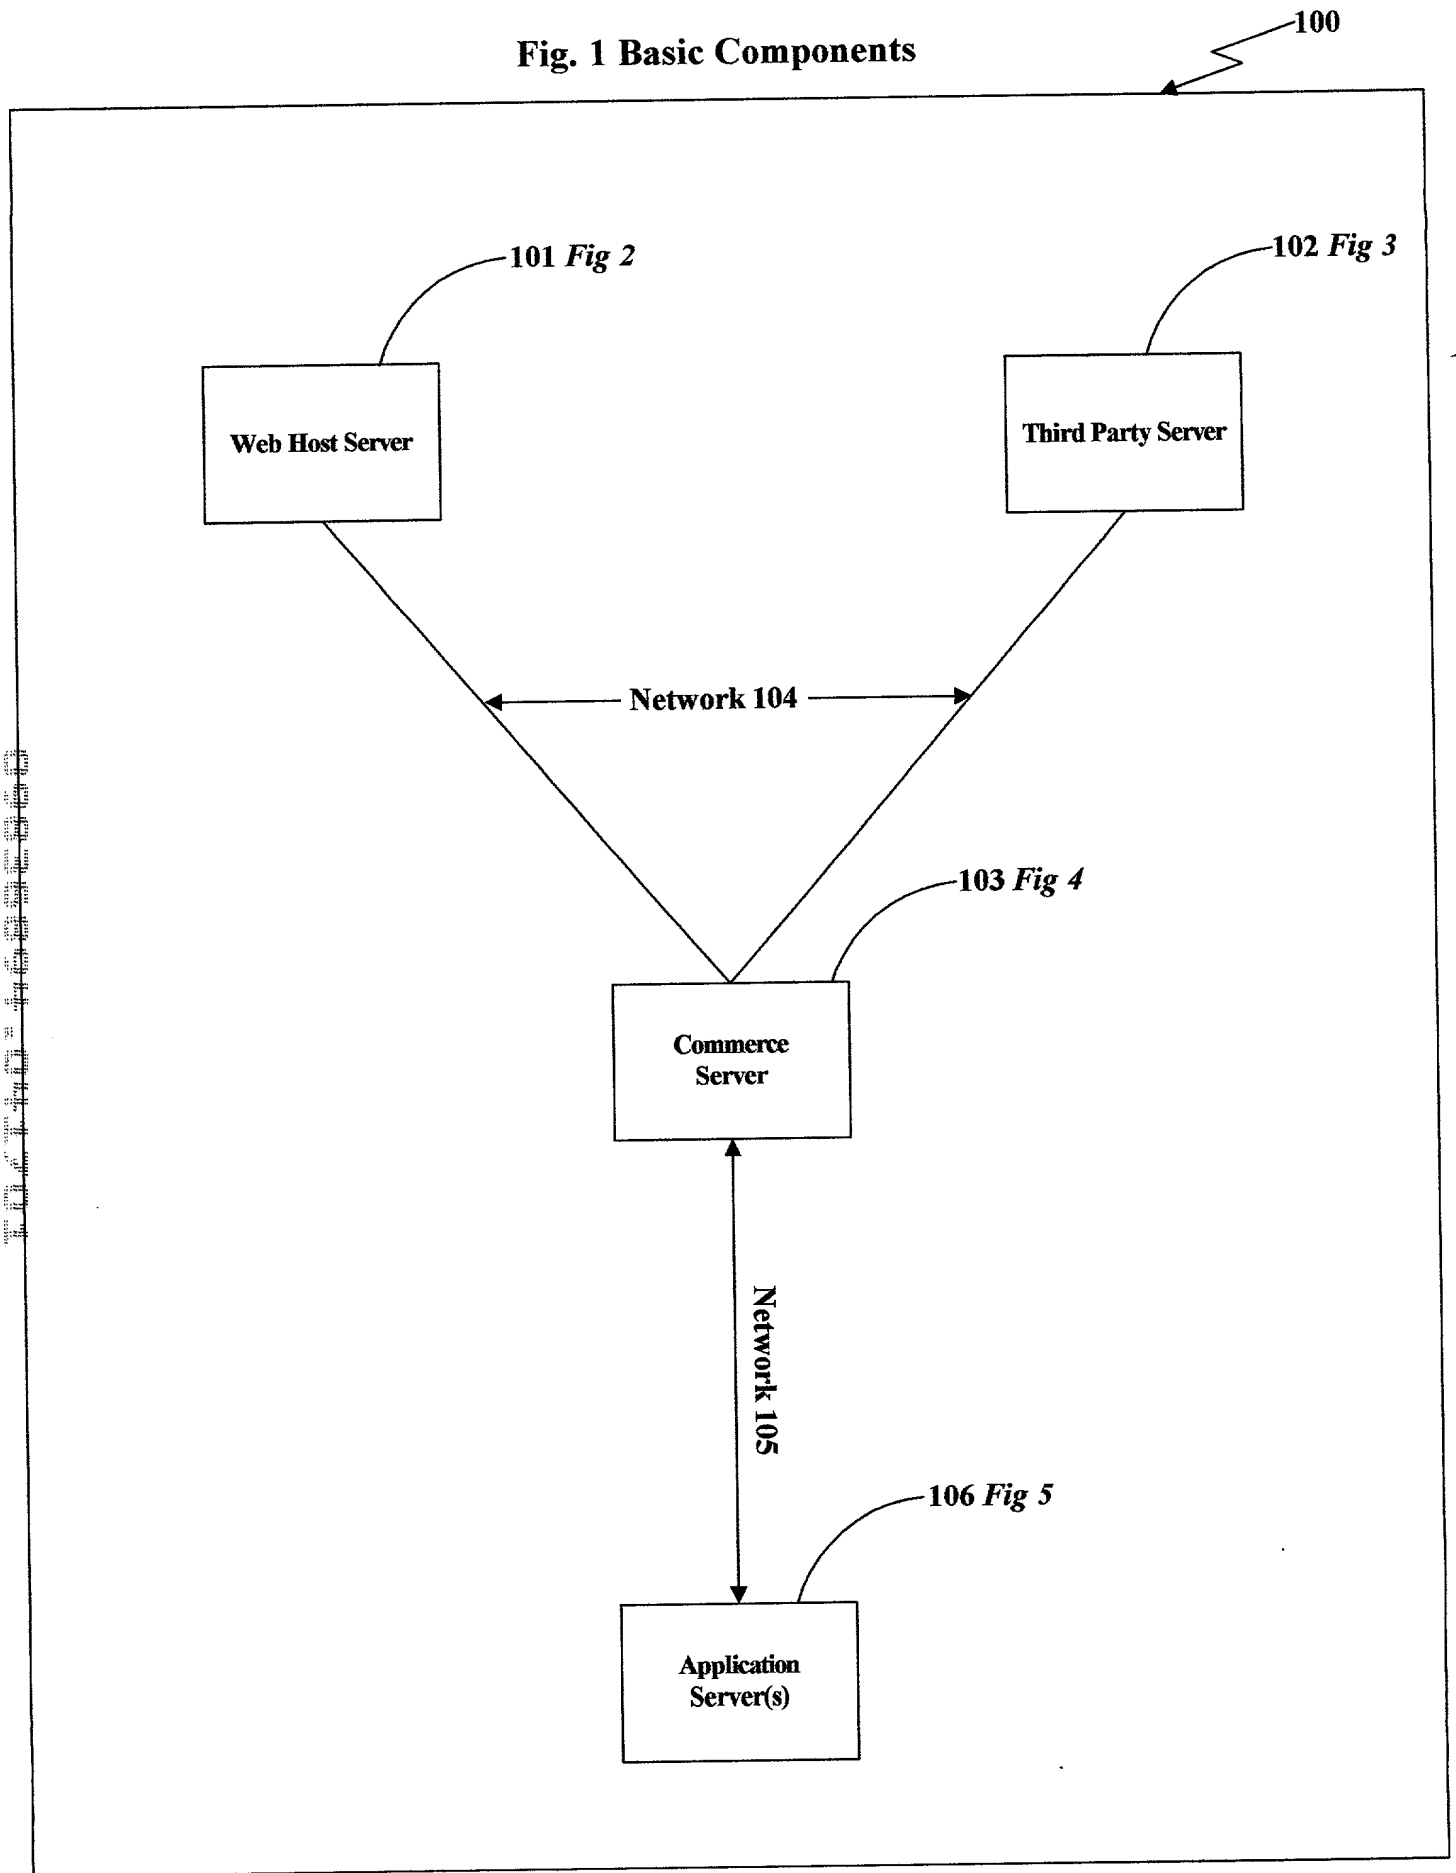 100
Fig. 1 Basic Components
101 Fig 2
102 Fig 3
Web Host Server
Third Party Server
Network 104
103 Fig 4
Commerce
Server
Network 105
106 Fig 5
Application
Server(s)